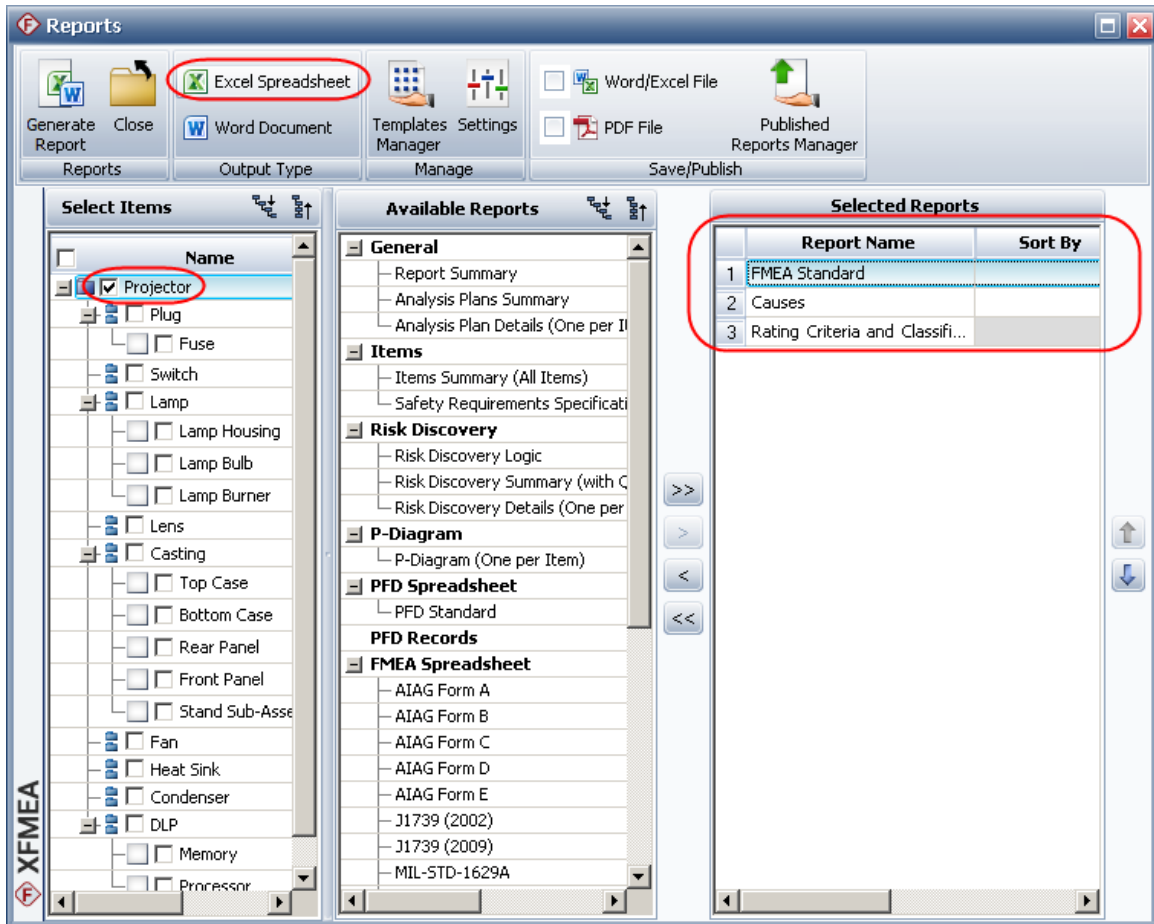 Reports
Generate Report
Close
Excel Spreadsheet
Word Document
Templates Manager
Settings
Word/Excel File
PDF File
Published Reports Manager
Reports
Output Type
Manage
Save/Publish
Select Items
Name
Projector
Plug
Fuse
Switch
Lamp
Lamp Housing
Lamp Bulb
Lamp Burner
Lens
Casting
Top Case
Bottom Case
Rear Panel
Front Panel
Stand Sub-Asse
Fan
Heat Sink
Condenser
DLP
Memory
Processor
Available Reports
General
Report Summary
Analysis Plans Summary
Analysis Plan Details (One per It
Items
Items Summary (All Items)
Safety Requirements Specificati
Risk Discovery
Risk Discovery Logic
Risk Discovery Summary (with Q
Risk Discovery Details (One per
P-Diagram
P-Diagram (One per Item)
PFD Spreadsheet
PFD Standard
PFD Records
FMEA Spreadsheet
AIAG Form A
AIAG Form B
AIAG Form C
AIAG Form D
AIAG Form E
J1739 (2002)
J1739 (2009)
MIL-STD-1629A
>>
>
<
<<
Selected Reports
Report Name Sort By
1 FMEA Standard
2 Causes
3 Rating Criteria and Classifi...
XFMEA